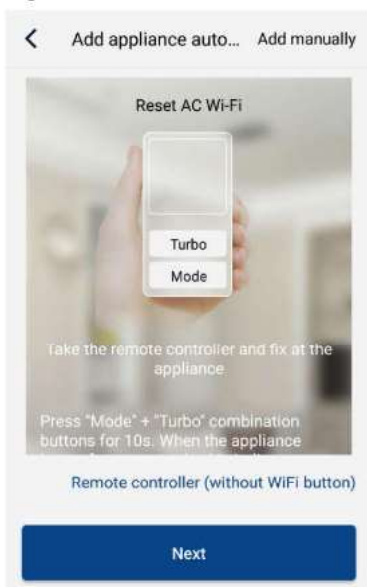 Add appliance auto... Add manually
Reset AC Wi-Fi
Turbo
Mode
Take the remote controller and fix at the
appliance
Press "Mode" + "Turbo" combination
buttons for 10s. When the appliance
Remote controller (without WiFi button)
Next